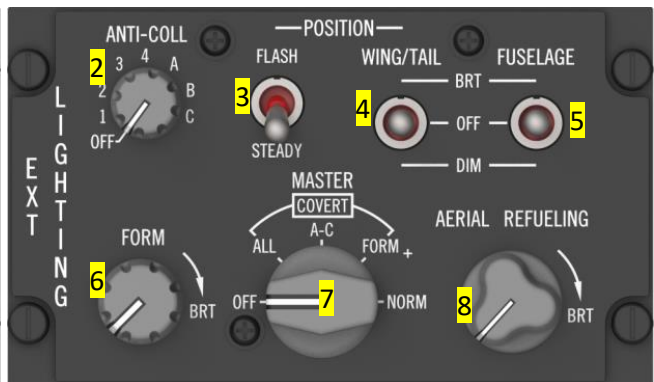 EXT
LIGHTING
ANTI-COLL
2
OFF 1 2 3 4 A B C
POSITION
FLASH
3
STEADY
WING/TAIL
4
FUSELAGE
5
BRT
OFF
DIM
FORM
6
BRT
MASTER
COVERT
OFF ALL A-C FORM + NORM
7
AERIAL REFUELING
8
BRT